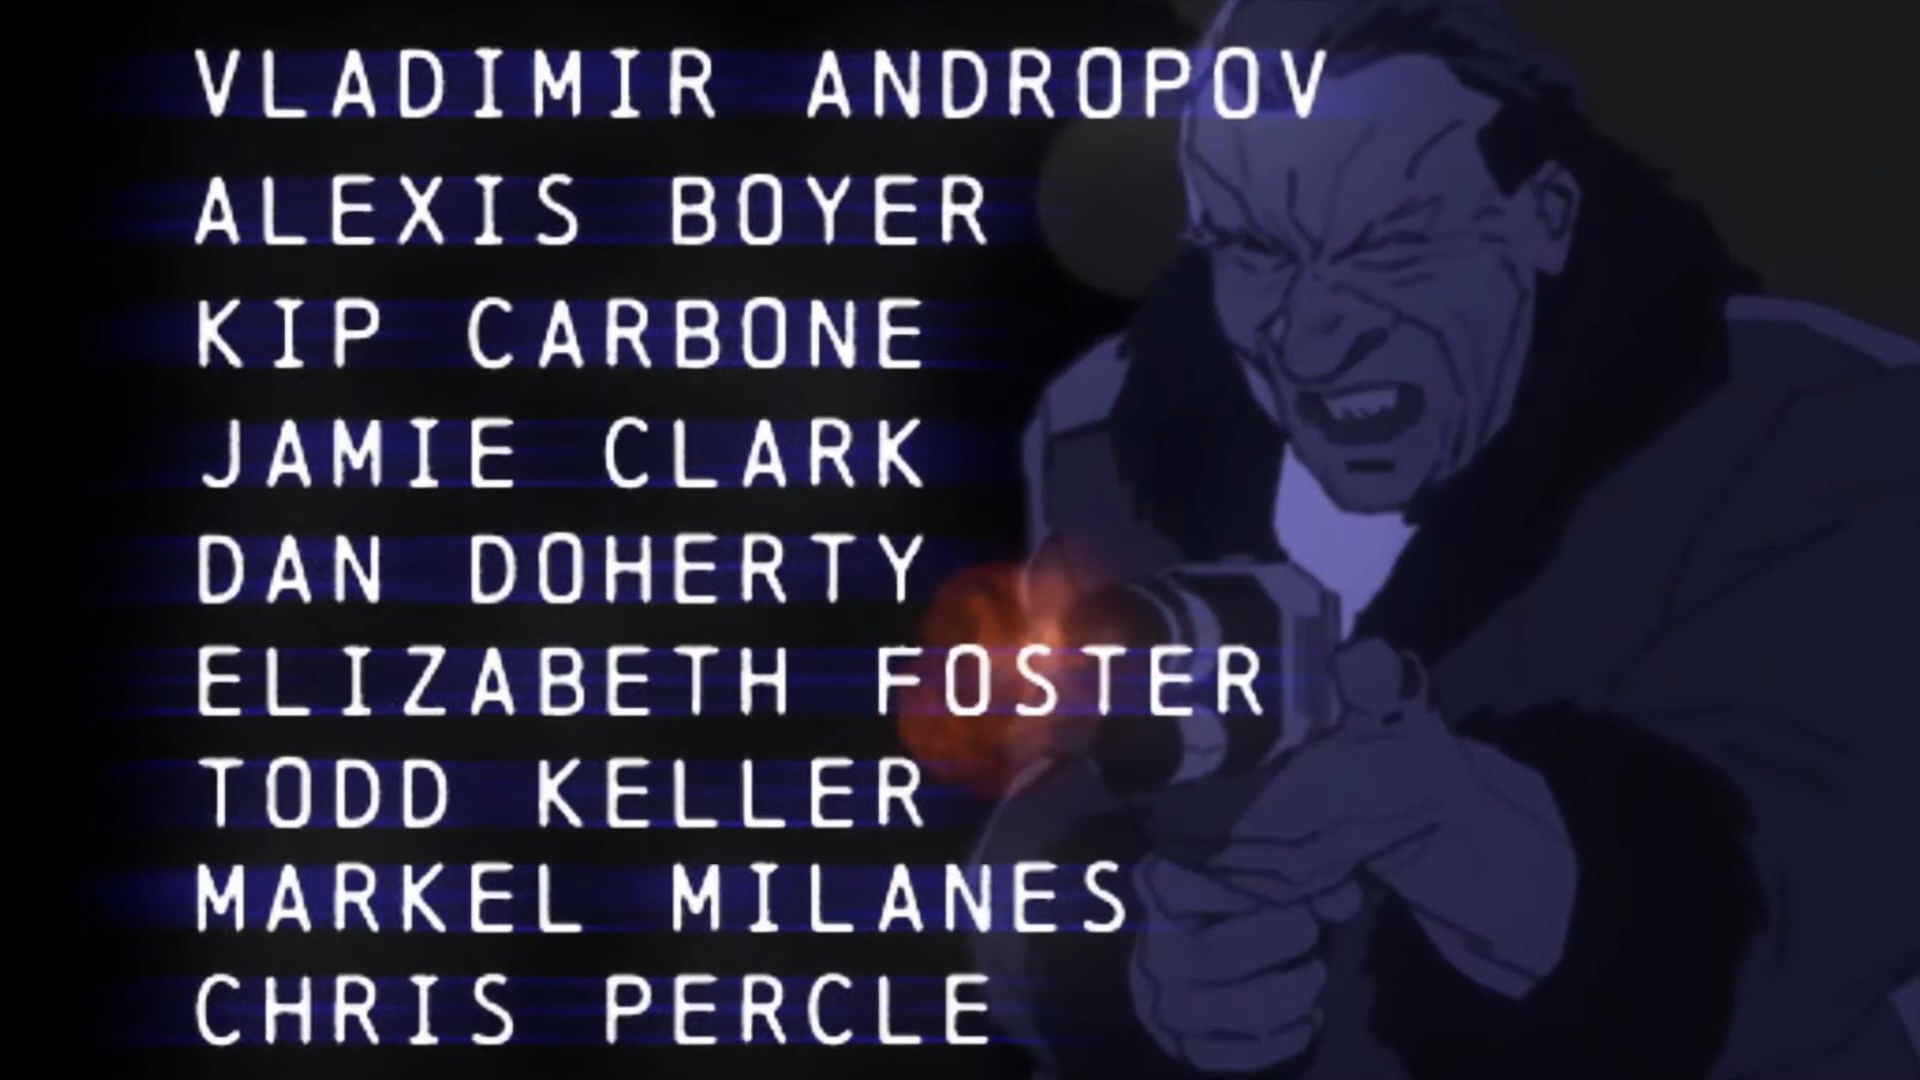 VLADIMIR ANDROPOV
ALEXIS BOYER
KIP CARBONE
JAMIE CLARK
DAN DOHERTY
ELIZABETH FOSTER
TODD KELLER
MARKEL MILANES
CHRIS PERCLE